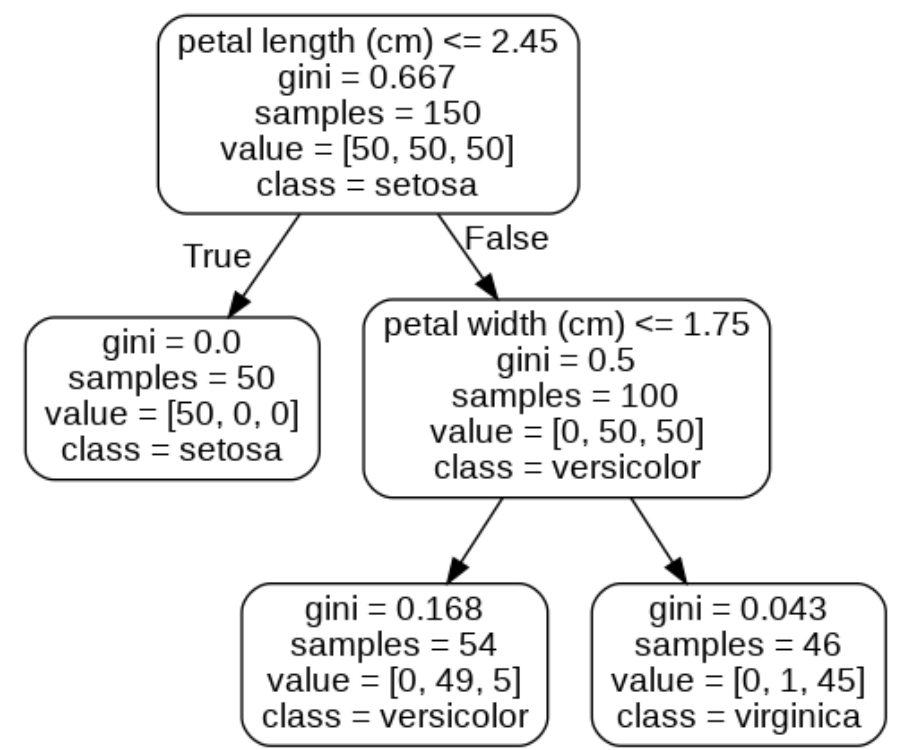 petal length (cm) <= 2.45
gini = 0.667
samples = 150
value = [50, 50, 50]
class = setosa
True
False
gini = 0.0
samples = 50
value = [50, 0, 0]
class = setosa
petal width (cm) <= 1.75
gini = 0.5
samples = 100
value = [0, 50, 50]
class = versicolor
gini = 0.168
samples = 54
value = [0, 49, 5]
class = versicolor
gini = 0.043
samples = 46
value = [0, 1, 45]
class = virginica